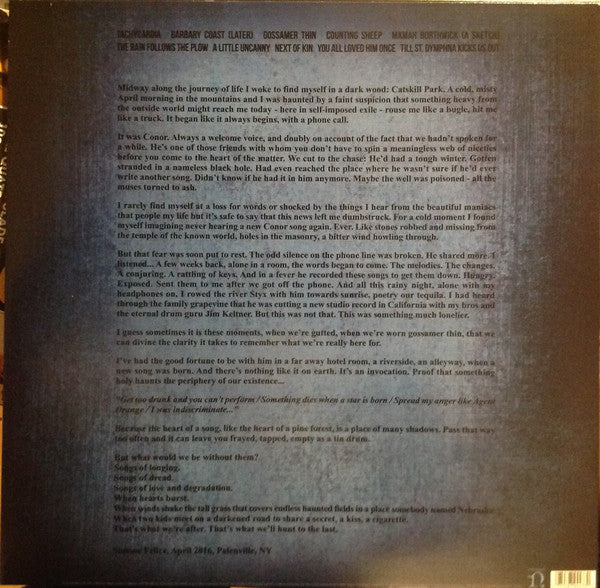 TACHYCARDIA BARBARY COAST (LATER) GOSSAMER THIN COUNTING SHEEP MAMAH BORTHWICK (A SKETCH)
THE RAIN FOLLOWS THE PLOW A LITTLE UNCANNY NEXT OF KIN YOU ALL LOVED HIM ONCE TILL ST. DYMPHNA KICKS US OUT
Midway along the journey of life I woke to find myself in a dark wood: Catskill Park. A cold, misty
April morning in the mountains and I was haunted by a faint suspicion that something heavy from
the outside world might reach me today - here in self-imposed exile - rouse me like a bugle, hit me
like a truck. It began like it always begins, with a phone call.
It was Conor. Always a welcome voice, and doubly on account of the fact that we hadn't spoken for
a while. He's one of those friends with whom you don't have to spin a meaningless web of niceties
before you come to the heart of the matter. We cut to the chase: He'd had a tough winter. Gotten
stranded in a nameless black hole. Had even reached the place where he wasn't sure if he'd ever
write another song. Didn't know if he had it in him anymore. Maybe the well was poisoned - all the
muses turned to ash.
I rarely find myself at a loss for words or shocked by the things I hear from the beautiful maniacs
that people my life but it's safe to say that this news left me dumbstruck. For a cold moment I found
myself imagining never hearing a new Conor song again. Ever. Like stones robbed and missing from
the temple of the known world, holes in the masonry, a bitter wind howling through.
But that fear was soon put to rest. The odd silence on the phone line was broken. He shared more. I
listened... A few weeks back, alone in a room, the words began to come. The melodies. The changes.
A conjuring. A rattling of keys. And in a fever he recorded these songs to get them down. Hungry.
Exposed. Sent them to me after we got off the phone. And all this rainy night, alone with my
headphones on, I rowed the river Styx with him towards sunrise, poetry our tequila. I had heard
through the family grapevine that he was cutting a new studio record in California with my bros and
the eternal drum guru Jim Keltner. But this was not that. This was something much lonelier.
I guess sometimes it is these moments, when we're gutted, when we're worn gossamer thin, that we
can divine the clarity it takes to remember what we're really here for.
I've had the good fortune to be with him in a far away hotel room, a riverside, an alleyway, when a
new song was born. And there's nothing like it on earth. It's an invocation. Proof that something
holy haunts the periphery of our existence...
"Get too drunk and you can't perform / Something dies when a star is born / Spread my anger like Agent
Orange / I was indiscriminate..."
Because the heart of a song, like the heart of a pine forest, is a place of many shadows. Pass that way
too often and it can leave you frayed, tapped, empty as a tin drum.
But what would we be without them?
Songs of longing.
Songs of dread.
Songs of love and degradation.
When hearts burst.
When winds shake the tall grass that covers endless haunted fields in a place somebody named Nebraska
When two kids meet on a darkened road to share a secret, a kiss, a cigarette.
That's what we're after. That's what we'll hunt to the last.
Simone Felice, April 2016, Palenville, NY